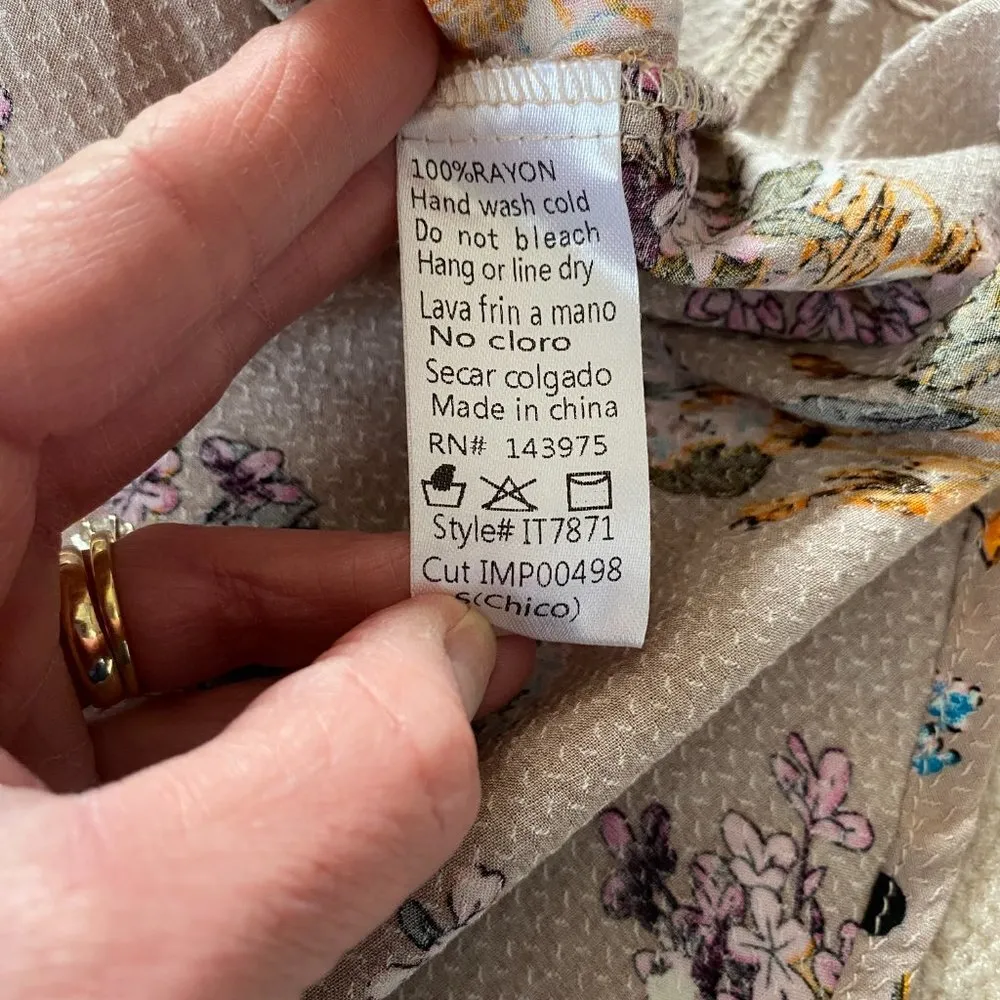 100%RAYON
Hand wash cold
Do not bleach
Hang or line dry
Lava frin a mano
No cloro
Secar colgado
Made in china
RN# 143975
Style# IT7871
Cut IMP00498
S(Chico)